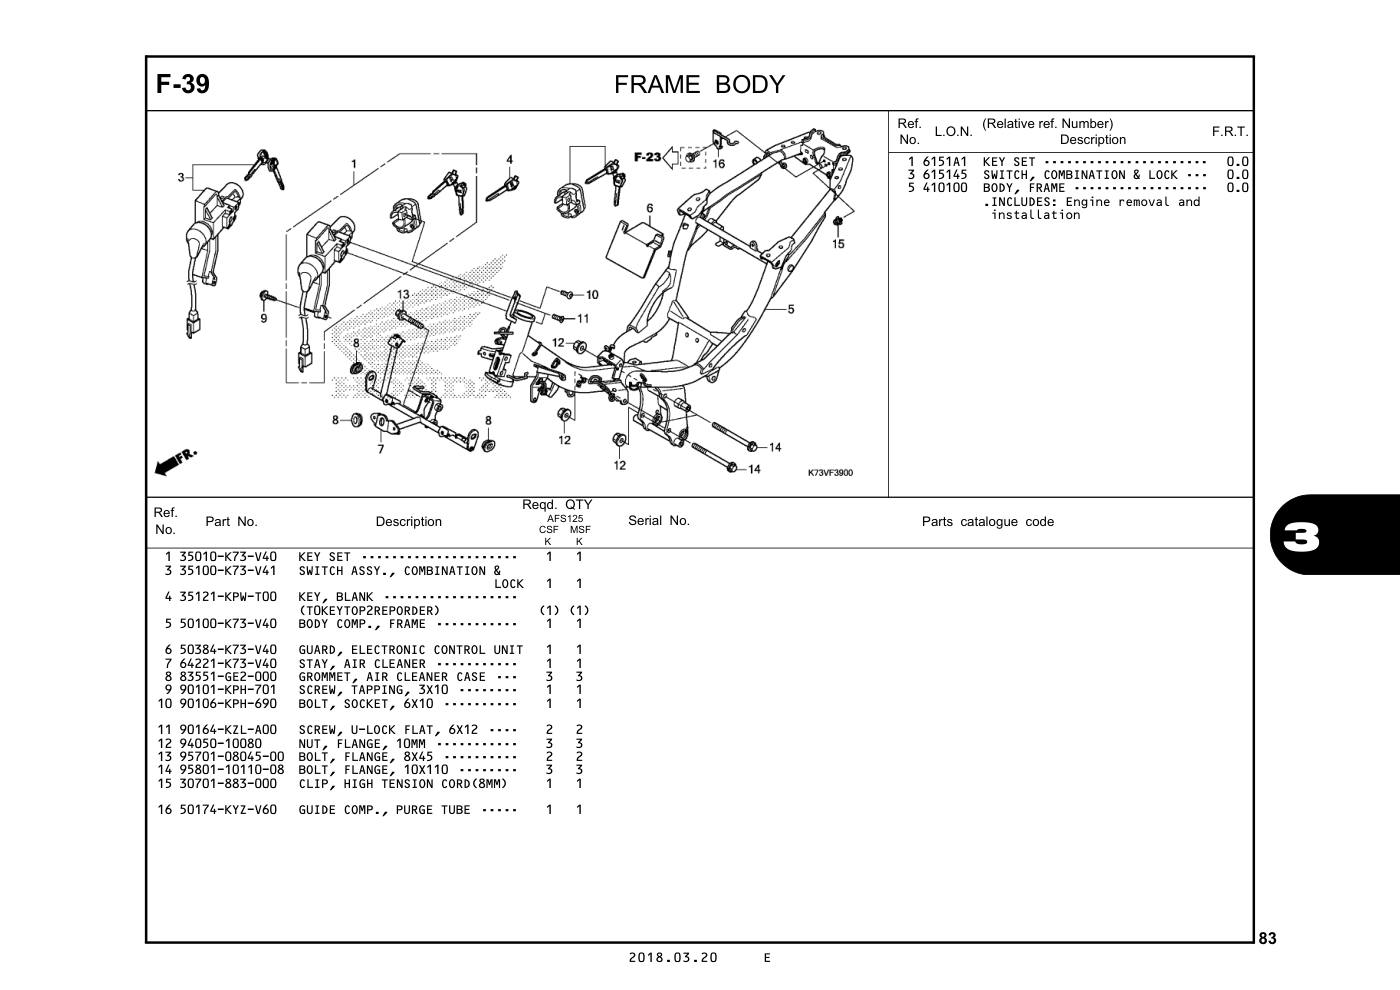 F-39
FRAME BODY
3
1
4
F-23
16
6
15
5
10
11
13
9
12
8
8
8
7
12
12
14
14
FR.
HONDA
K73VF3900
Ref. No. L.O.N. (Relative ref. Number) Description F.R.T.
1 6151A1 KEY SET ---------------------- 0.0
3 615145 SWITCH, COMBINATION & LOCK --- 0.0
5 410100 BODY, FRAME ------------------ 0.0
.INCLUDES: Engine removal and
installation
Ref. No. Part No. Description Reqd. QTY Serial No. Parts catalogue code
AFS125
CSF MSF
K K
1 35010-K73-V40 KEY SET --------------------- 1 1
3 35100-K73-V41 SWITCH ASSY., COMBINATION &
LOCK 1 1
4 35121-KPW-T00 KEY, BLANK ------------------
(TOKEYTOP2REPORDER) (1) (1)
5 50100-K73-V40 BODY COMP., FRAME ----------- 1 1
6 50384-K73-V40 GUARD, ELECTRONIC CONTROL UNIT 1 1
7 64221-K73-V40 STAY, AIR CLEANER ----------- 1 1
8 83551-GE2-000 GROMMET, AIR CLEANER CASE --- 3 3
9 90101-KPH-701 SCREW, TAPPING, 3X10 -------- 1 1
10 90106-KPH-690 BOLT, SOCKET, 6X10 ---------- 1 1
11 90164-KZL-A00 SCREW, U-LOCK FLAT, 6X12 ---- 2 2
12 94050-10080 NUT, FLANGE, 10MM ----------- 3 3
13 95701-08045-00 BOLT, FLANGE, 8X45 ---------- 2 2
14 95801-10110-08 BOLT, FLANGE, 10X110 -------- 3 3
15 30701-883-000 CLIP, HIGH TENSION CORD(8MM) 1 1
16 50174-KYZ-V60 GUIDE COMP., PURGE TUBE ----- 1 1
3
83
2018.03.20 E